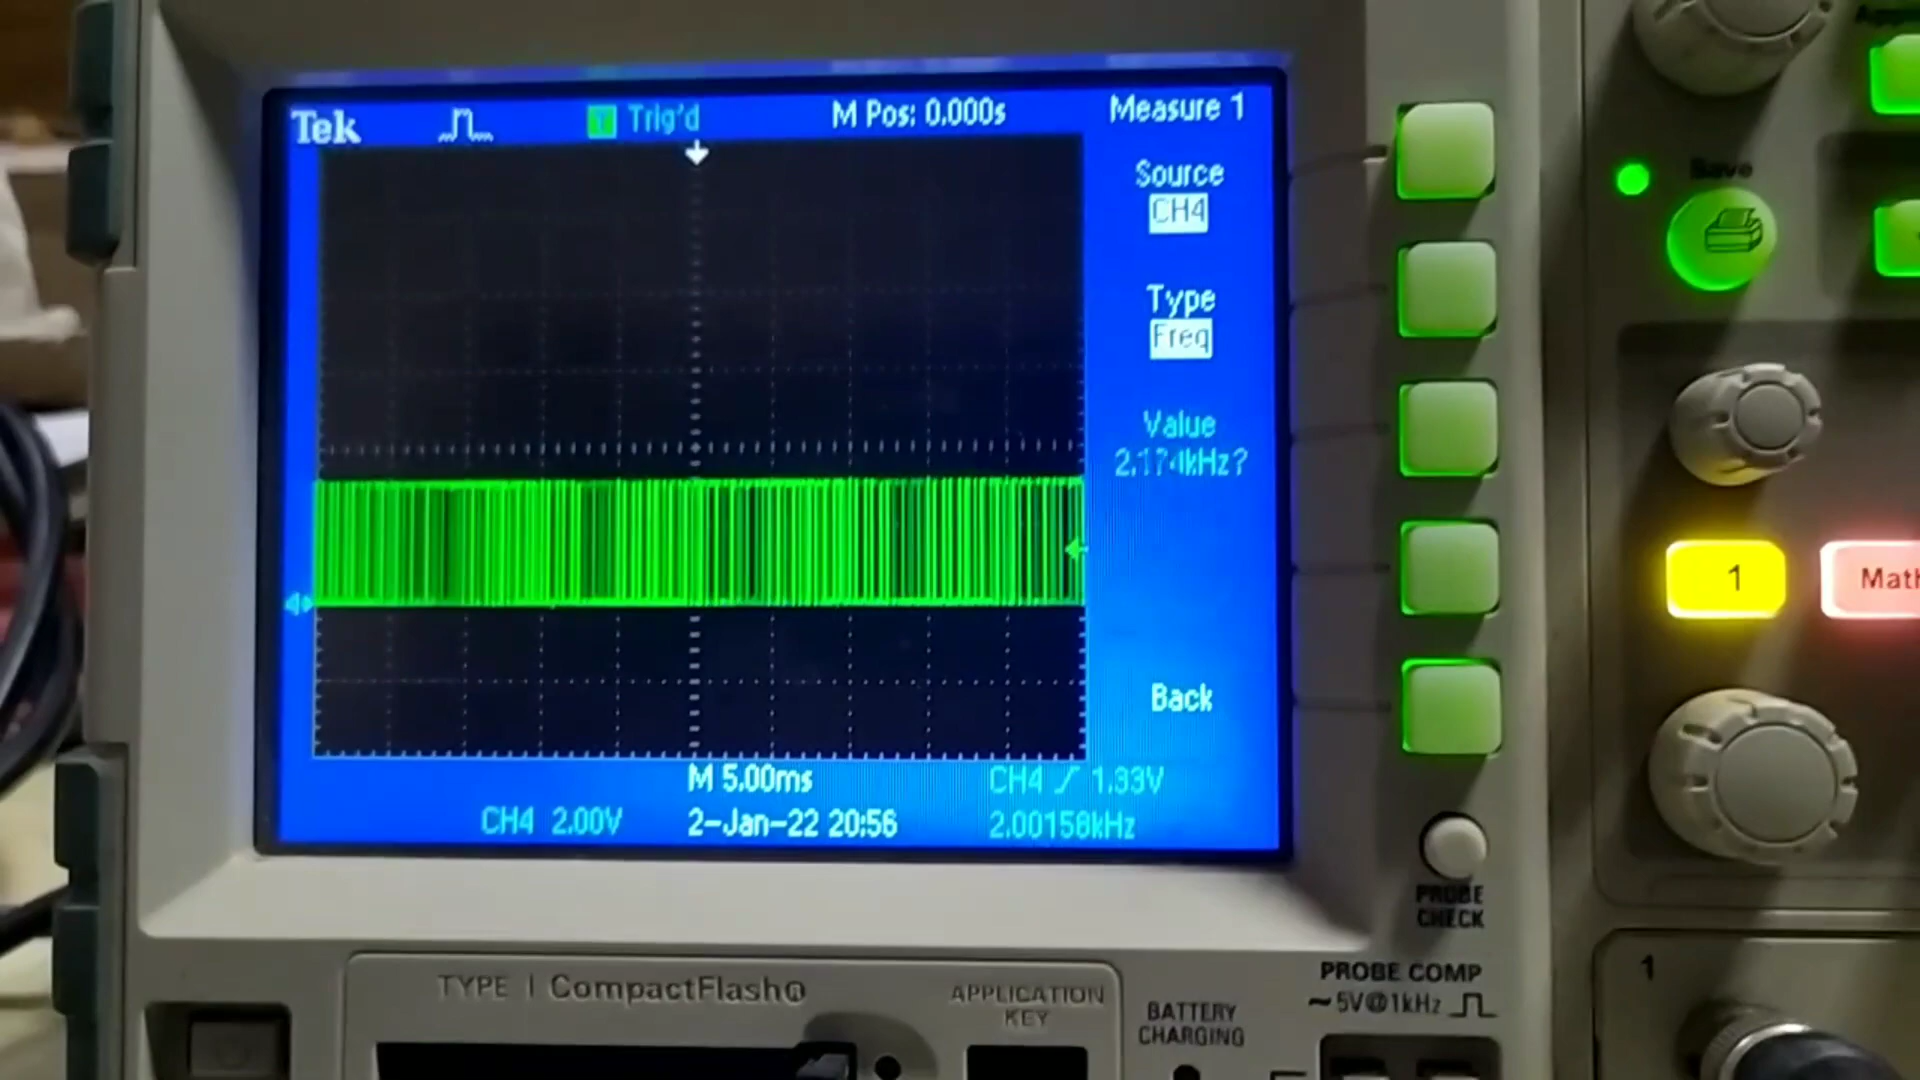 Tek Trig'd M Pos: 0.000s Measure 1
Source
CH4
Type
Freq
Value
2.174kHz?
Back
M 5.00ms CH4 1.33V
CH4 2.00V 2-Jan-22 20:56 2.00158kHz
Save
1
Math
PROBE
CHECK
TYPE I CompactFlash®
APPLICATION
KEY
BATTERY
CHARGING
PROBE COMP
~5V@1kHz
1